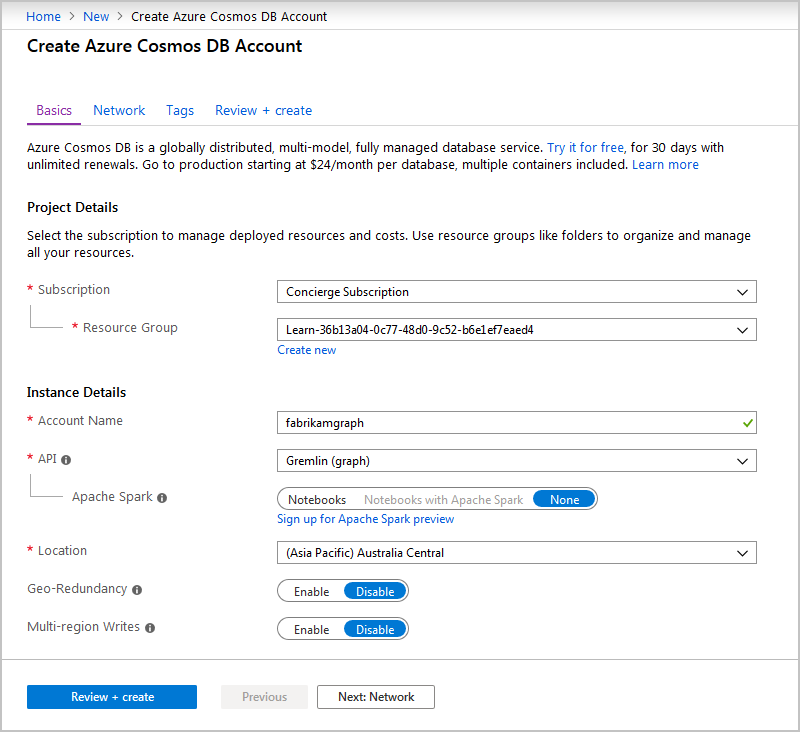 Home > New > Create Azure Cosmos DB Account
Create Azure Cosmos DB Account
Basics Network Tags Review + create
Azure Cosmos DB is a globally distributed, multi-model, fully managed database service. Try it for free, for 30 days with
unlimited renewals. Go to production starting at $24/month per database, multiple containers included. Learn more
Project Details
Select the subscription to manage deployed resources and costs. Use resource groups like folders to organize and manage
all your resources.
* Subscription Concierge Subscription
* Resource Group Learn-36b13a04-0c77-48d0-9c52-b6e1ef7eaed4
Create new
Instance Details
* Account Name fabrikamgraph
* API Gremlin (graph)
Apache Spark Notebooks Notebooks with Apache Spark None
Sign up for Apache Spark preview
* Location (Asia Pacific) Australia Central
Geo-Redundancy Enable Disable
Multi-region Writes Enable Disable
Review + create Previous Next: Network